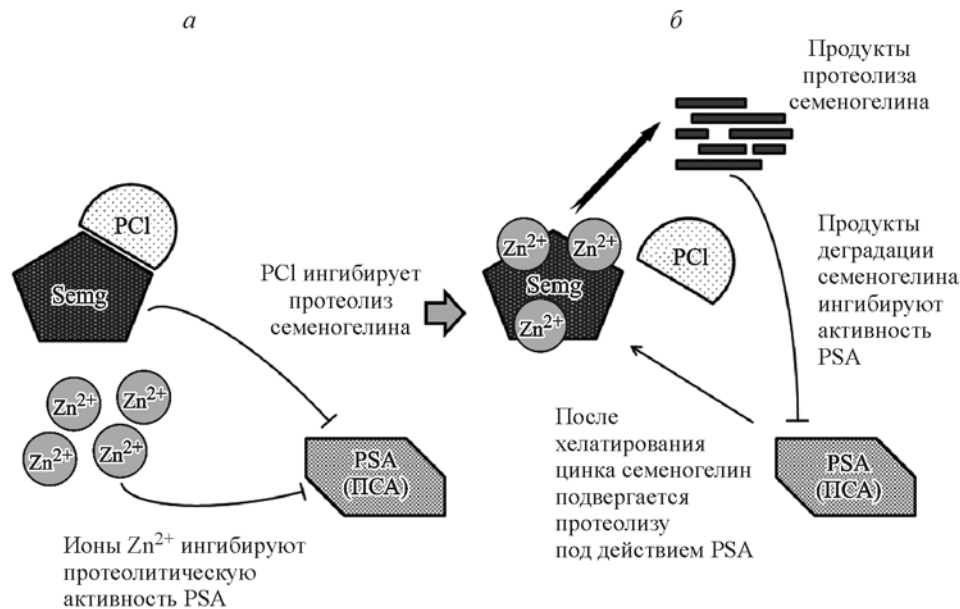 а
PCl
Semg
Zn2+
Zn2+
Zn2+
Zn2+
Ионы Zn2+ ингибируют
протеолитическую
активность PSA
PSA
(ПСА)
PCl ингибирует
протеолиз
семеногелина
б
Продукты
протеолиза
семеногелина
Zn2+
Zn2+
Semg
Zn2+
PCl
Продукты
деградации
семеногелина
ингибируют
активность
PSA
После
хелатирования
цинка семеногелин
подвергается
протеолизу
под действием PSA
PSA
(ПСА)